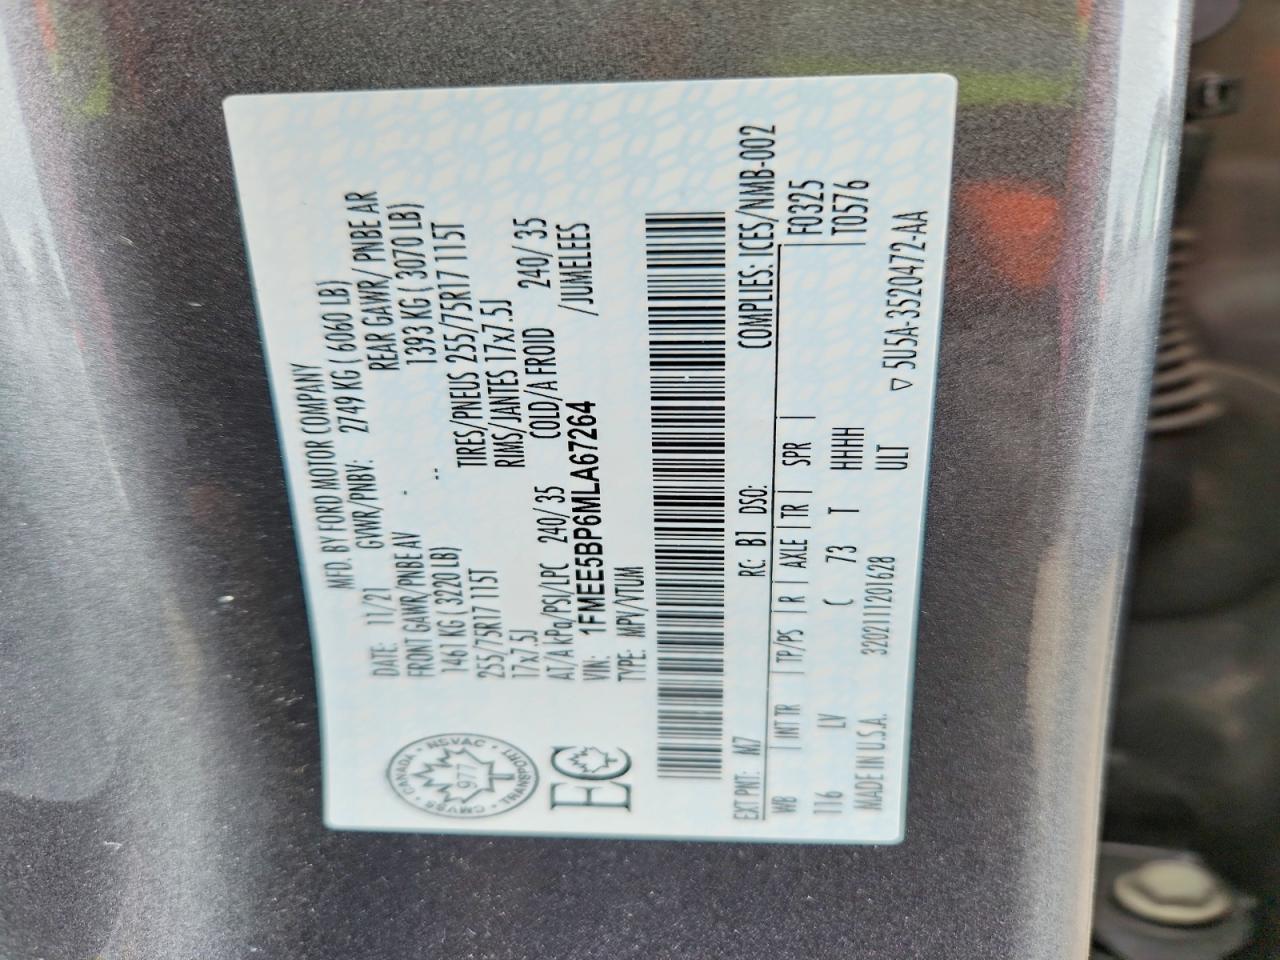 MFD. BY FORD MOTOR COMPANY
DATE: 11/21 GVWR/PNBV: 2749 KG ( 6060 LB)
FRONT GAWR/PNBE AV REAR GAWR/ PNBE AR
1461 KG ( 3220 LB) 1393 KG ( 3070 LB)
255/75R17 115T TIRES/PNEUS 255/75R17 115T
17x7.5J RIMS/JANTES 17x7.5J
AT/A kPa/PSI/LPC 240/ 35 COLD/A FROID 240/ 35
VIN: 1FMEE5BP6MLA67264 /JUMELEES
TYPE: MPV/VTUM
CANADA • NSVAC • TRANSPORT • CMVSS
977
T
EC
EXT PNT: M7 RC: B1 DSO: COMPLIES: ICES/NMB-002
WB | INT TR | TP/PS | R | AXLE | TR | SPR | F0325
116 LV C 73 T HHHH T0576
MADE IN U.S.A. 3202111201628 ULT ▽ 5U5A-3520472-AA